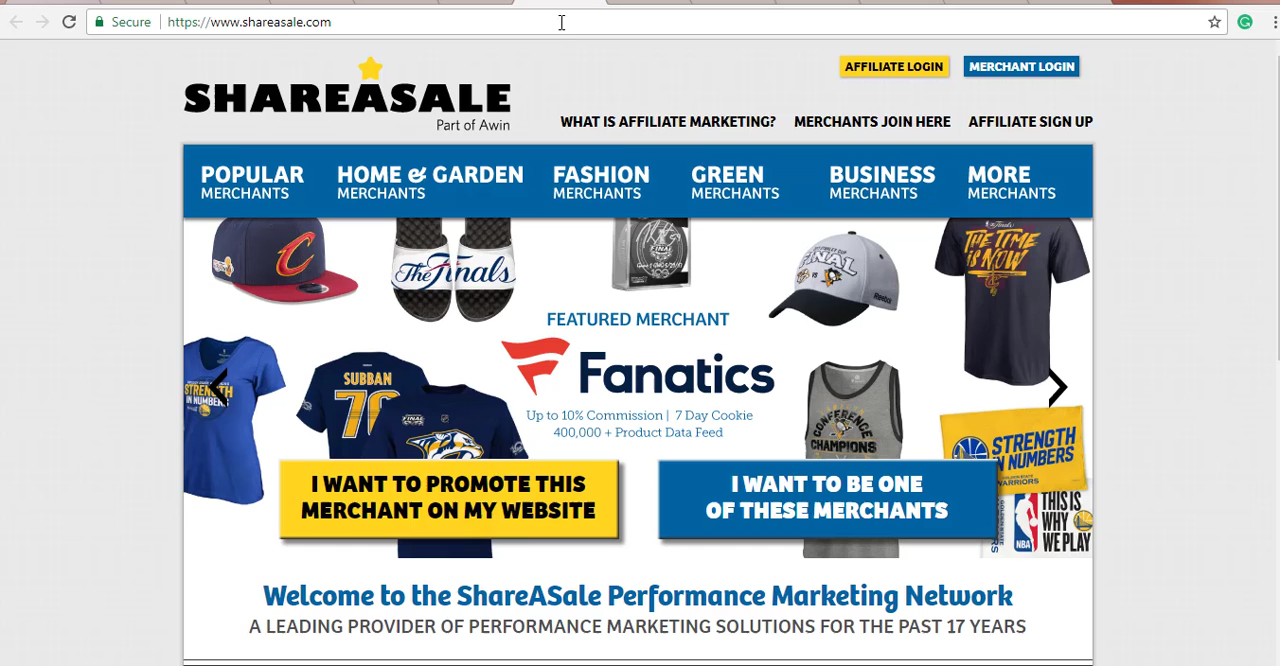 Secure https://www.shareasale.com
SHAREASALE
Part of Awin
AFFILIATE LOGIN
MERCHANT LOGIN
WHAT IS AFFILIATE MARKETING?
MERCHANTS JOIN HERE
AFFILIATE SIGN UP
POPULAR
MERCHANTS
HOME & GARDEN
MERCHANTS
FASHION
MERCHANTS
GREEN
MERCHANTS
BUSINESS
MERCHANTS
MORE
MERCHANTS
C
The Finals
FINAL
FINAL
VS
Reebok
THE TIME
IS NOW
FEATURED MERCHANT
Fanatics
Up to 10% Commission | 7 Day Cookie
400,000 + Product Data Feed
STRENGTH
IN NUMBERS
SUBBAN
76
CONFERENCE
CHAMPIONS
STRENGTH
IN NUMBERS
WARRIORS
NBA
THIS IS
WHY
WE PLAY
I WANT TO PROMOTE THIS
MERCHANT ON MY WEBSITE
I WANT TO BE ONE
OF THESE MERCHANTS
Welcome to the ShareASale Performance Marketing Network
A LEADING PROVIDER OF PERFORMANCE MARKETING SOLUTIONS FOR THE PAST 17 YEARS